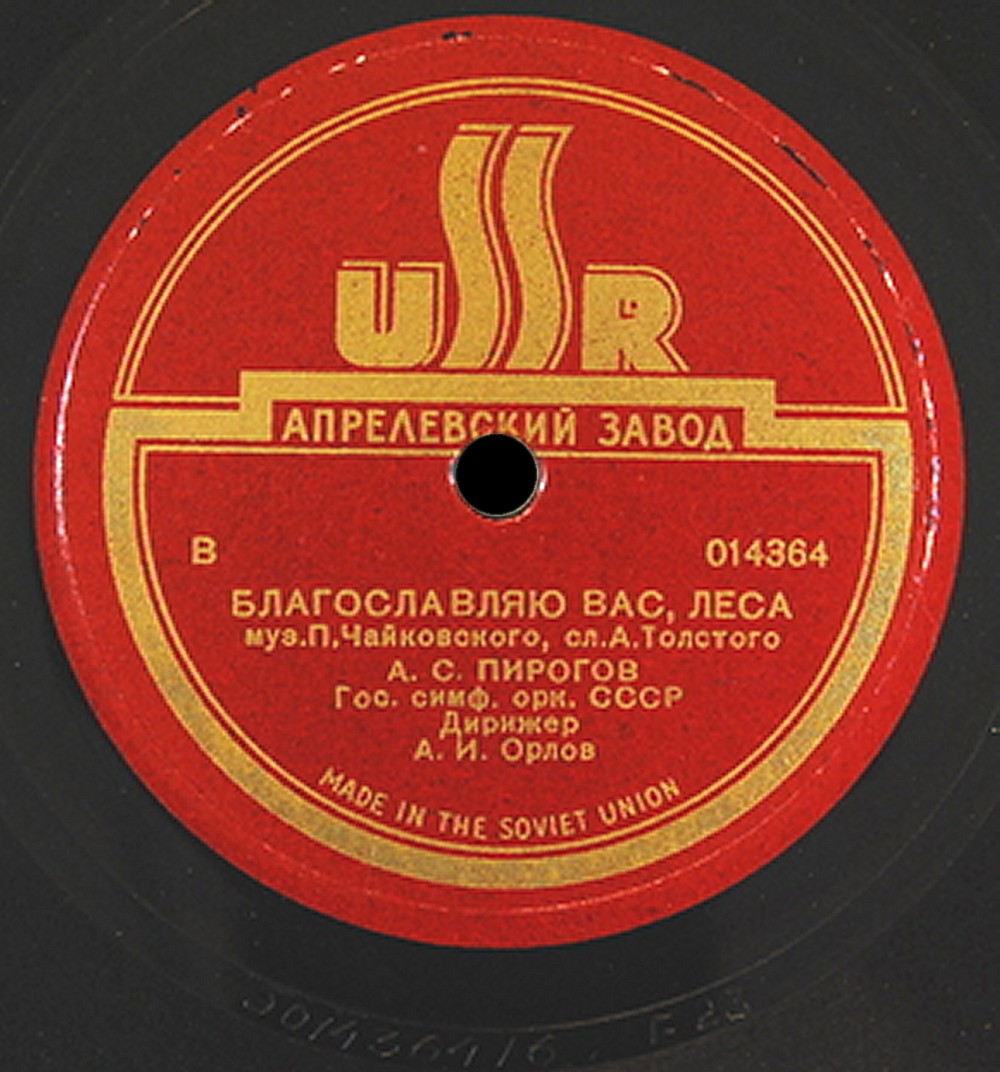 USSR
АПРЕЛЕВСКИЙ ЗАВОД
В 014364
БЛАГОСЛАВЛЯЮ ВАС, ЛЕСА
муз.П.Чайковского, сл.А.Толстого
А. С. ПИРОГОВ
Гос. симф. орк. СССР
Дирижер
А. И. Орлов
MADE IN THE SOVIET UNION